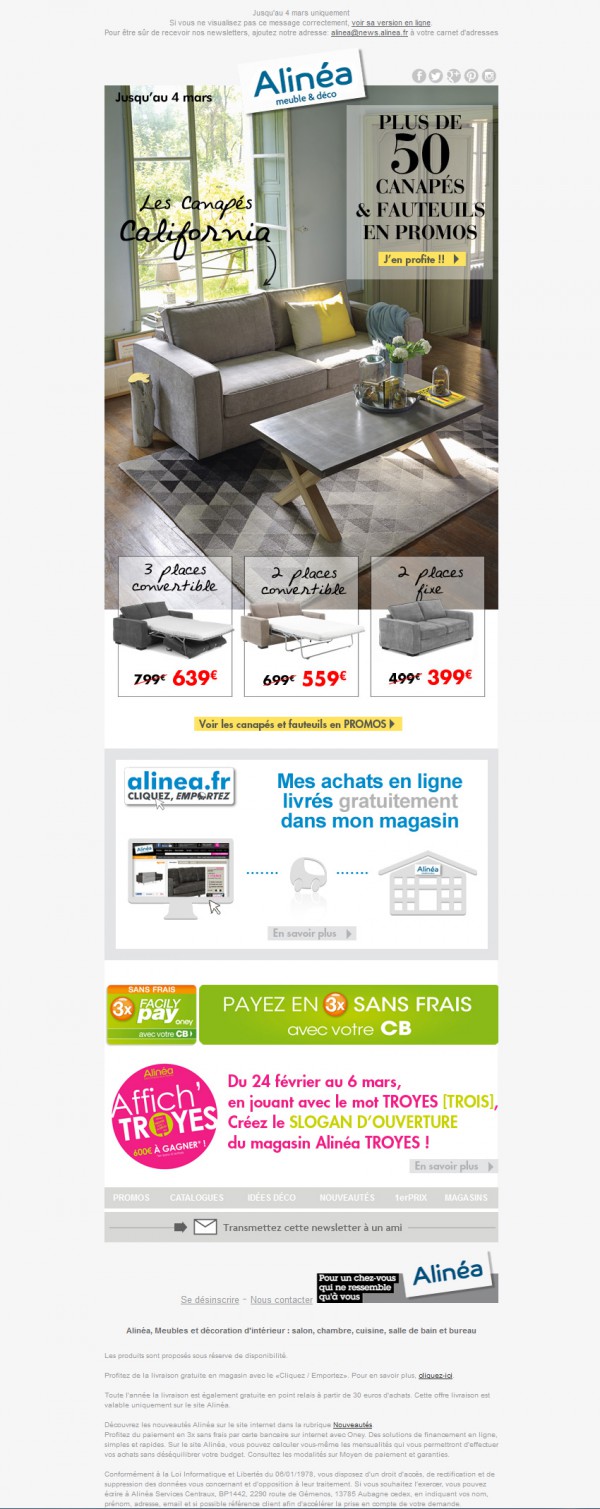 Jusqu'au 4 mars uniquement
Si vous ne visualisez pas ce message correctement, voir sa version en ligne.
Pour être sûr de recevoir nos newsletters, ajoutez notre adresse: alinea@news.alinea.fr à votre carnet d'adresses
Alinéa
meuble & déco
Jusqu'au 4 mars
PLUS DE
50
CANAPÉS
& FAUTEUILS
EN PROMOS
J'en profite !!
Les Canapés
California
3 places
convertible
2 places
convertible
2 places
fixe
799€ 639€
699€ 559€
499€ 399€
Voir les canapés et fauteuils en PROMOS
alinea.fr
CLIQUEZ, EMPORTEZ
Mes achats en ligne
livrés gratuitement
dans mon magasin
Alinéa
En savoir plus
SANS FRAIS
3x FACILY
pay oney
avec votre CB
PAYEZ EN 3x SANS FRAIS
avec votre CB
Alinéa
Affich'
TROYES
600€ À GAGNER* !
Du 24 février au 6 mars,
en jouant avec le mot TROYES [TROIS],
Créez le SLOGAN D'OUVERTURE
du magasin Alinéa TROYES !
En savoir plus
PROMOS CATALOGUES IDÉES DÉCO NOUVEAUTÉS 1erPRIX MAGASINS
Transmettez cette newsletter à un ami
Pour un chez-vous
qui ne ressemble
qu'à vous
Alinéa
Se désinscrire - Nous contacter
Alinéa, Meubles et décoration d'intérieur : salon, chambre, cuisine, salle de bain et bureau
Les produits sont proposés sous réserve de disponibilité.
Profitez de la livraison gratuite en magasin avec le «Cliquez / Emportez». Pour en savoir plus, cliquez-ici.
Toute l'année la livraison est également gratuite en point relais à partir de 30 euros d'achats. Cette offre livraison est
valable uniquement sur le site Alinéa.
Découvrez les nouveautés Alinéa sur le site internet dans la rubrique Nouveautés.
Profitez du paiement en 3x sans frais par carte bancaire sur internet avec Oney. Des solutions de financement en ligne,
simples et rapides. Sur le site Alinéa, vous pouvez calculer vous-même les mensualités qui vous permettront d'effectuer
vos achats sans déséquilibrer votre budget. Consultez les modalités sur Moyen de paiement et garanties.
Conformément à la Loi Informatique et Libertés du 06/01/1978, vous disposez d'un droit d'accès, de rectification et de
suppression des données vous concernant et d'opposition à leur traitement. Si vous souhaitez l'exercer, vous pouvez
écrire à Alinéa Services Centraux, BP1442, 2290 route de Gémenos, 13785 Aubagne cedex, en indiquant vos nom,
prénom, adresse, email et si possible référence client afin d'accélérer la prise en compte de votre demande.